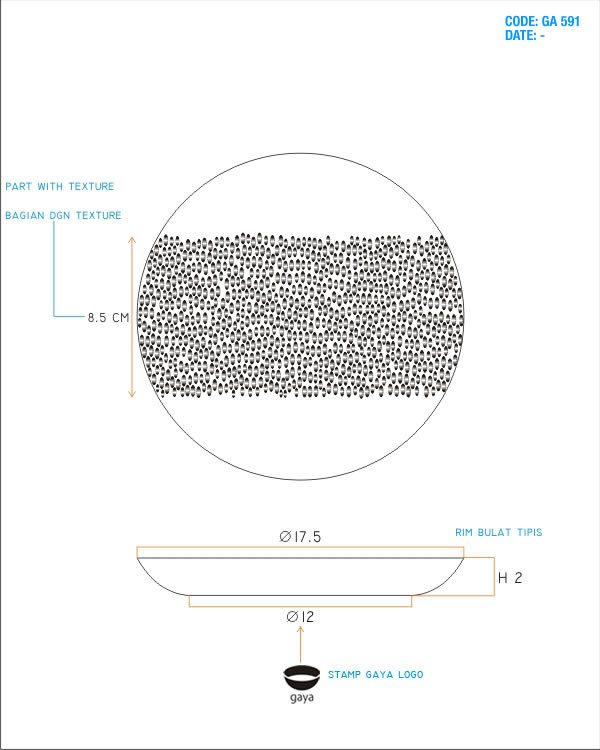 CODE: GA 591
DATE: -
PART WITH TEXTURE
BAGIAN DGN TEXTURE
8.5 CM
RIM BULAT TIPIS
Ø17.5
H 2
Ø12
STAMP GAYA LOGO
gaya